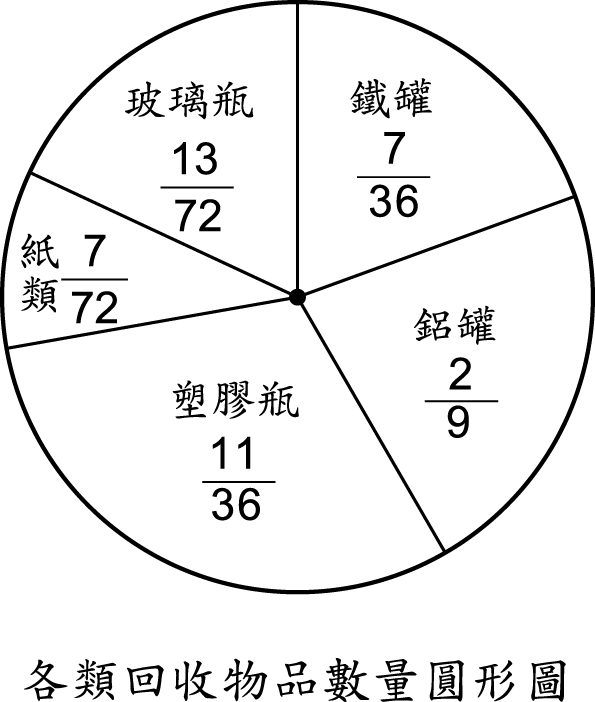 玻璃瓶
13/72
鐵罐
7/36
紙類
7/72
鋁罐
2/9
塑膠瓶
11/36
各類回收物品數量圓形圖